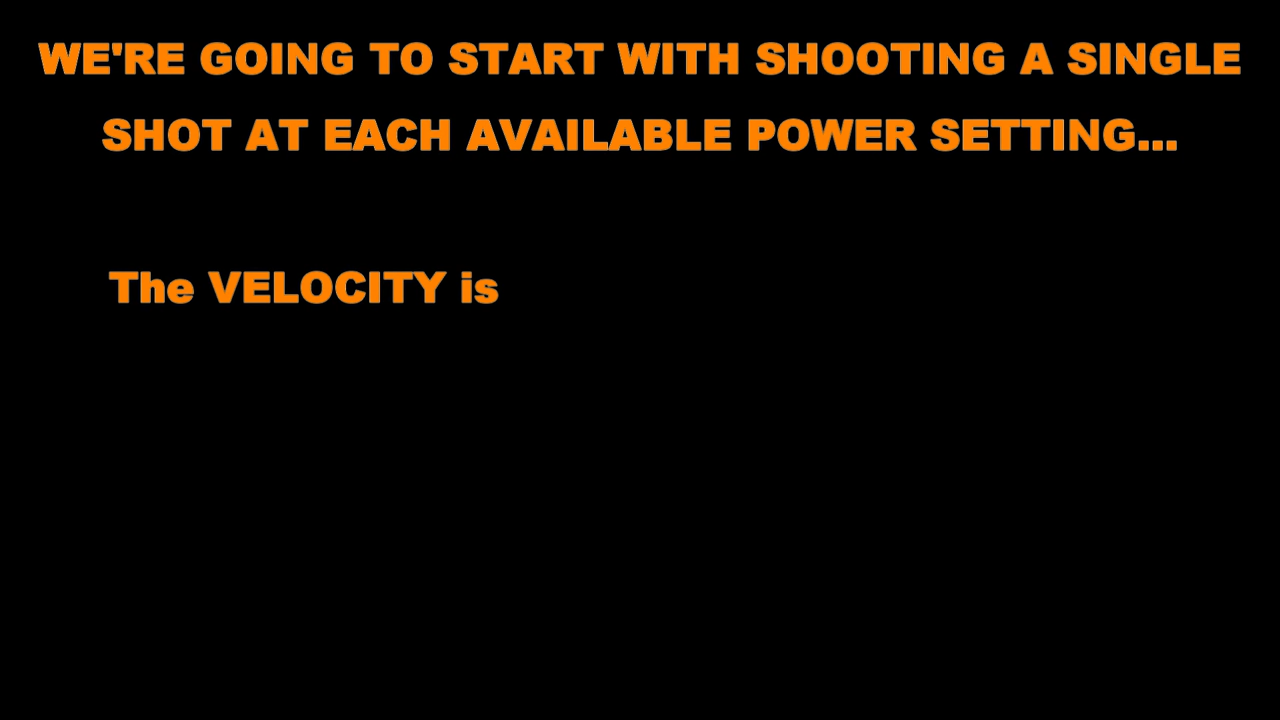 WE'RE GOING TO START WITH SHOOTING A SINGLE
SHOT AT EACH AVAILABLE POWER SETTING...
The VELOCITY is